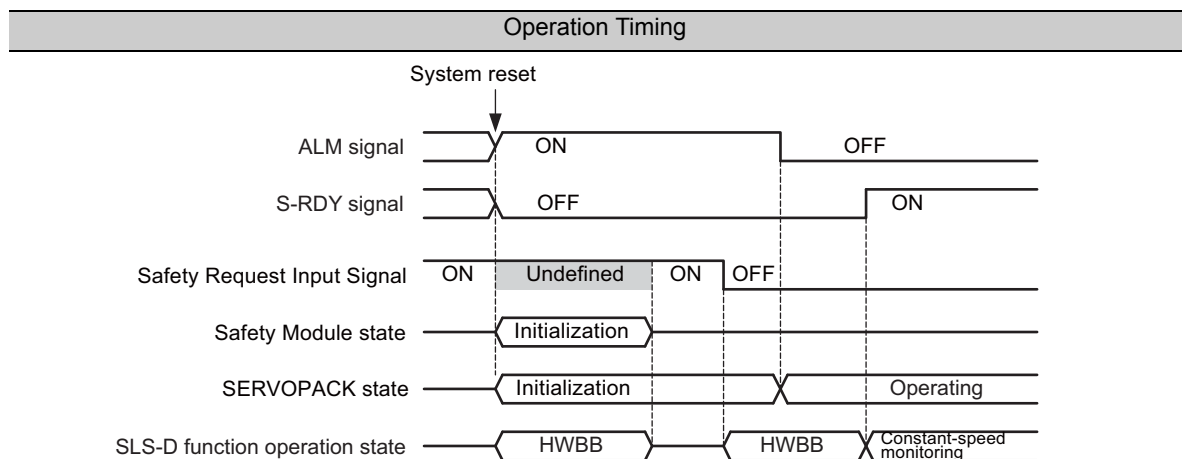 Operation Timing
System reset
ALM signal ON OFF
S-RDY signal OFF ON
Safety Request Input Signal ON Undefined ON OFF
Safety Module state Initialization
SERVOPACK state Initialization Operating
SLS-D function operation state HWBB HWBB Constant-speed
monitoring